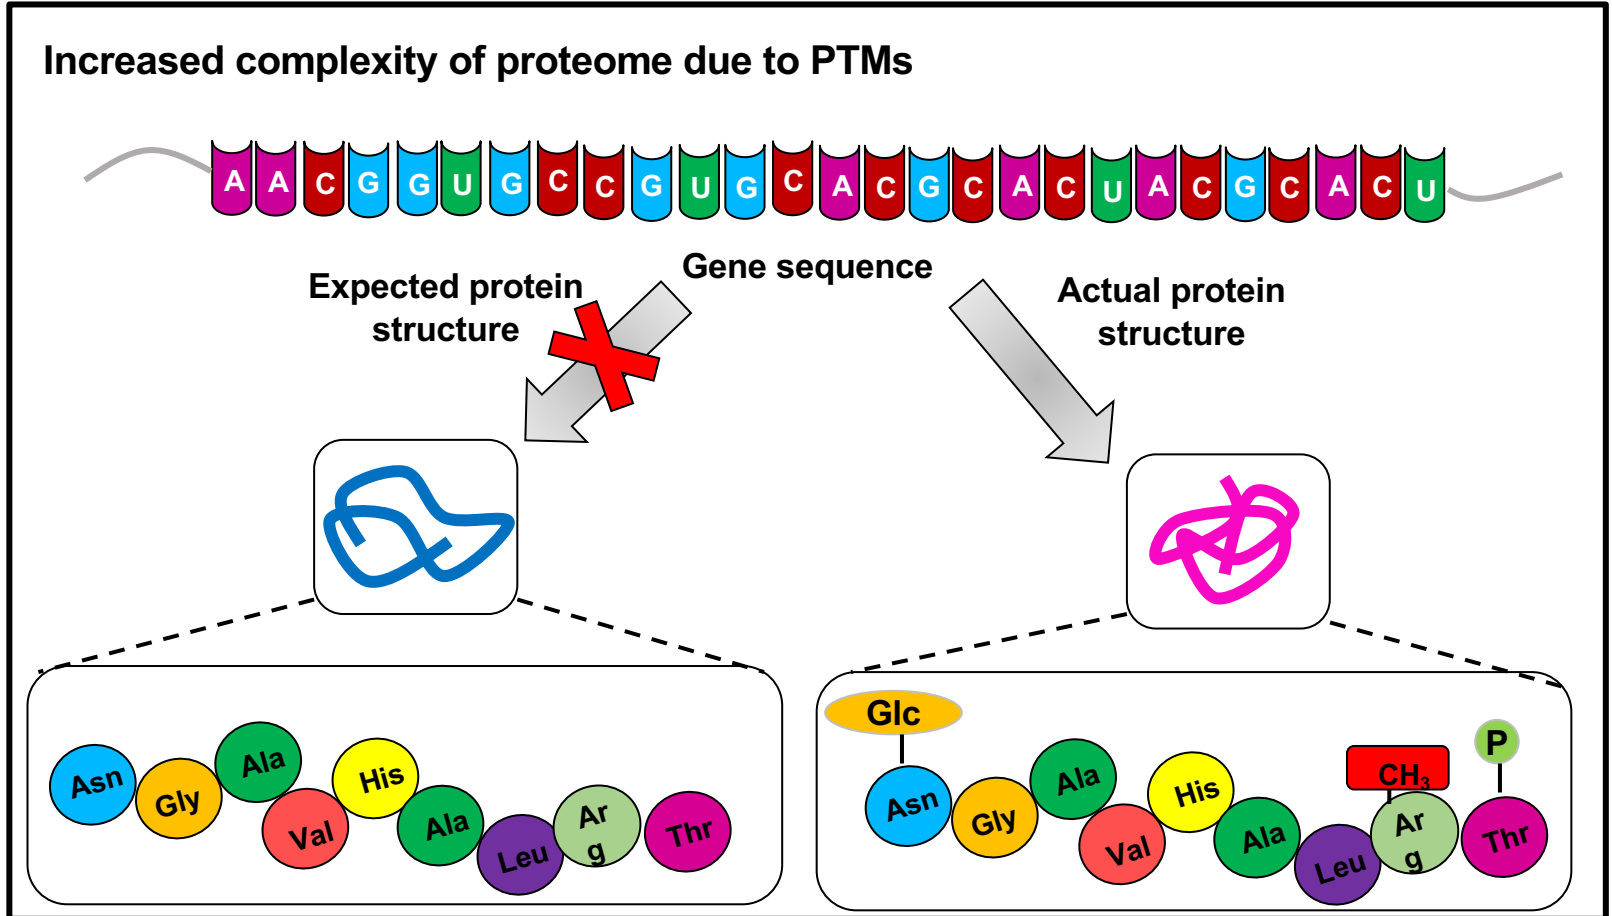 Increased complexity of proteome due to PTMs
A A C G G U G C C G U G C A C G C A C U A C G C A C U
Gene sequence
Expected protein
structure
Actual protein
structure
Asn Gly Ala Val His Ala Leu Ar
g Thr
Glc
CH₃
P
Asn Gly Ala Val His Ala Leu Ar
g Thr